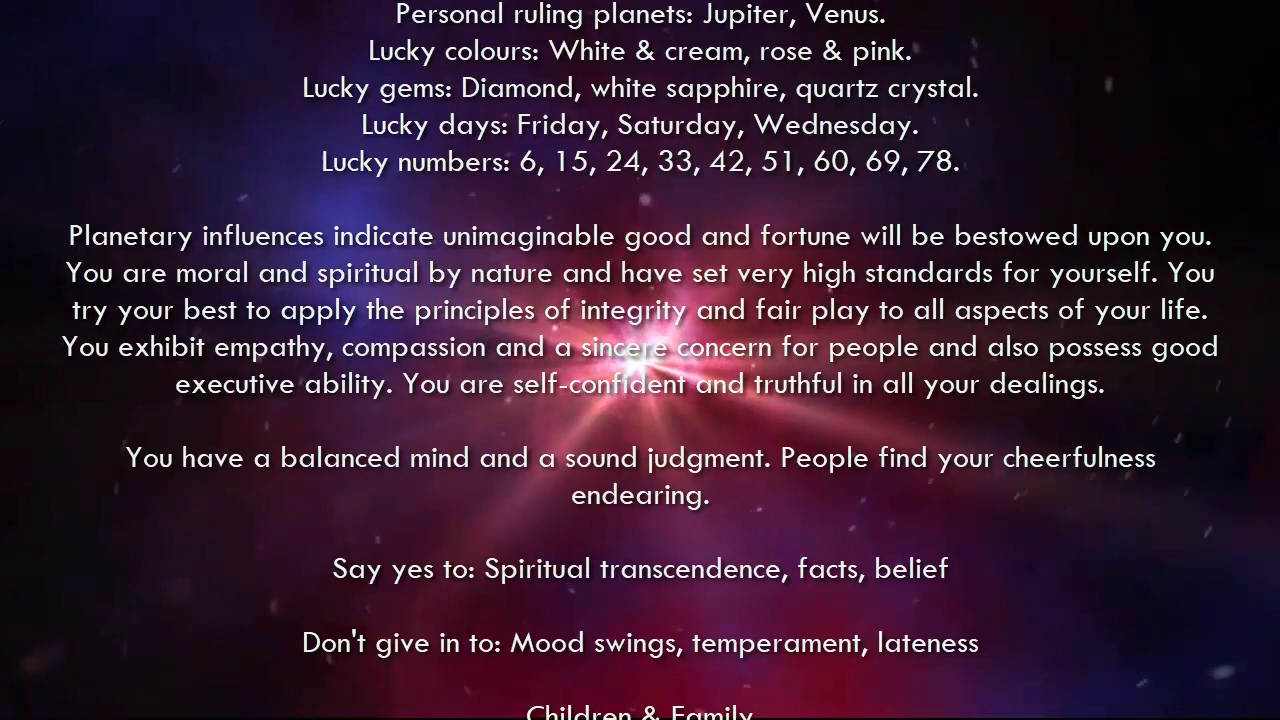 Personal ruling planets: Jupiter, Venus.
Lucky colours: White & cream, rose & pink.
Lucky gems: Diamond, white sapphire, quartz crystal.
Lucky days: Friday, Saturday, Wednesday.
Lucky numbers: 6, 15, 24, 33, 42, 51, 60, 69, 78.
Planetary influences indicate unimaginable good and fortune will be bestowed upon you.
You are moral and spiritual by nature and have set very high standards for yourself. You
try your best to apply the principles of integrity and fair play to all aspects of your life.
You exhibit empathy, compassion and a sincere concern for people and also possess good
executive ability. You are self-confident and truthful in all your dealings.
You have a balanced mind and a sound judgment. People find your cheerfulness
endearing.
Say yes to: Spiritual transcendence, facts, belief
Don't give in to: Mood swings, temperament, lateness
Children & Family